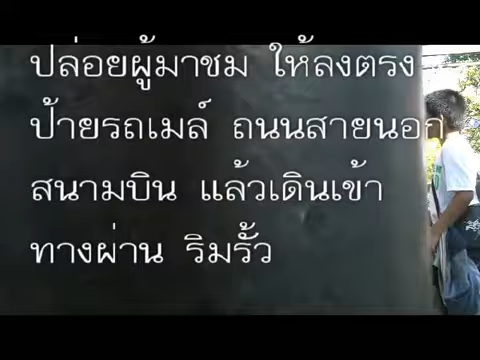 ปล่อยผู้มาชม ให้ลงตรง
ป้ายรถเมล์ ถนนสายนอก
สนามบิน แล้วเดินเข้า
ทางผ่าน ริมรั้ว